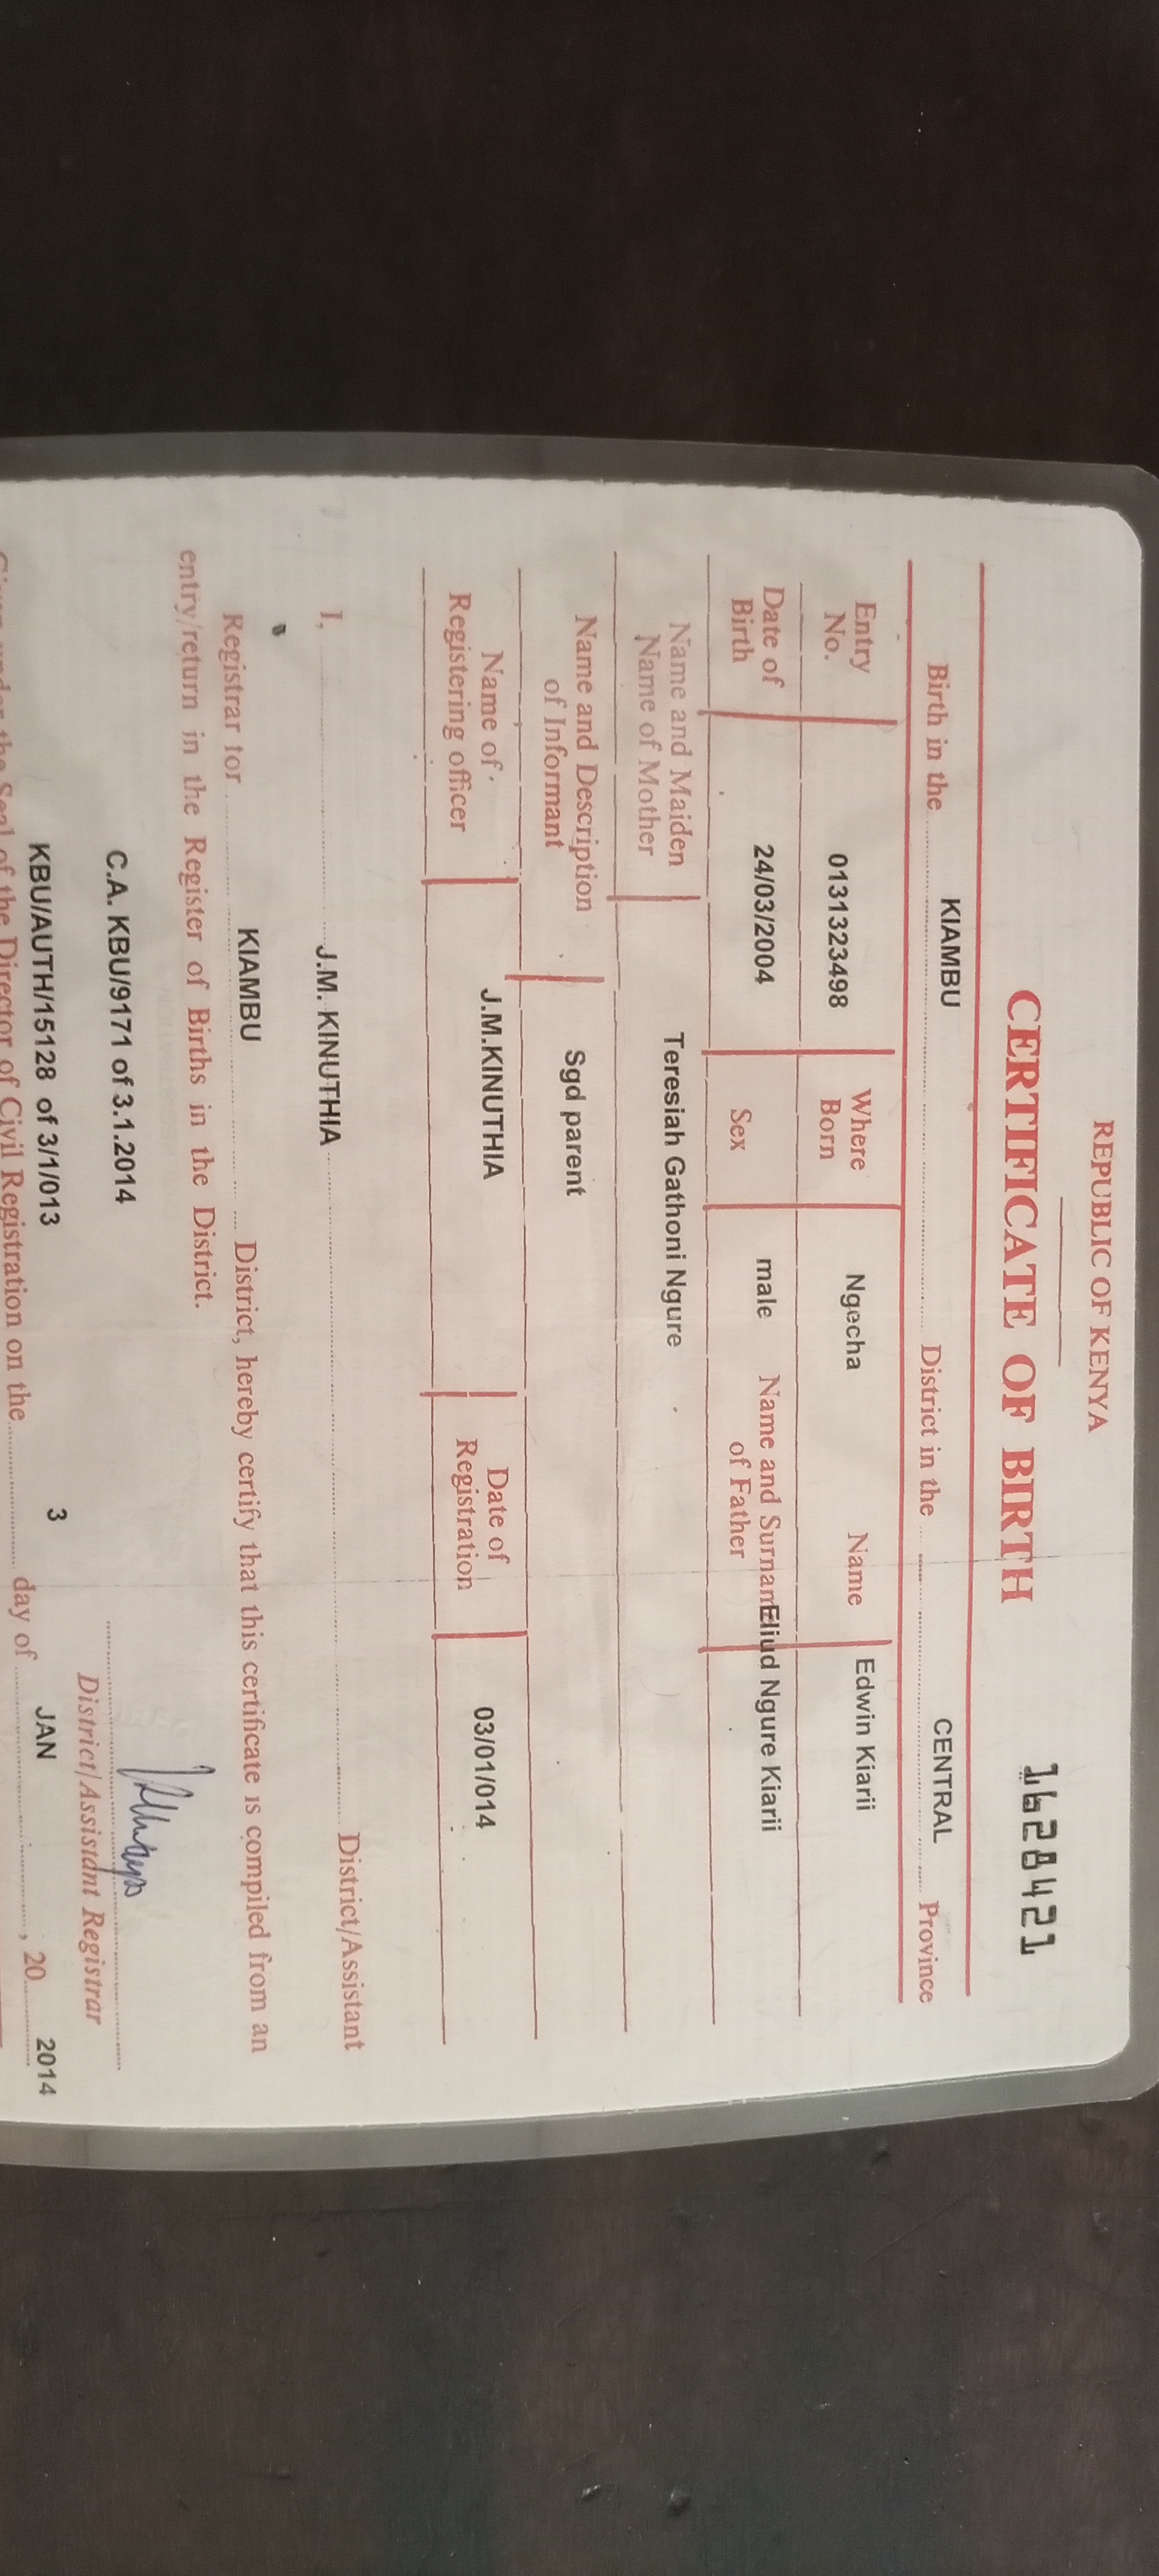 REPUBLIC OF KENYA
CERTIFICATE OF BIRTH 1628421
Birth in the KIAMBU District in the CENTRAL Province
Entry No. 0131323498 Where Born Ngecha Name Edwin Kiarii
Date of Birth 24/03/2004 Sex male Name and Surname of Father Eliud Ngure Kiarii
Name and Maiden Name of Mother Teresiah Gathoni Ngure
Name and Description of Informant Sgd parent
Name of Registering officer J.M.KINUTHIA Date of Registration 03/01/014
I, J.M. KINUTHIA District/Assistant
Registrar for KIAMBU District, hereby certify that this certificate is compiled from an
entry/return in the Register of Births in the District.
C.A. KBU/9171 of 3.1.2014
District/Assistant Registrar
KBU/AUTH/15128 of 3/1/013
Given under the Seal of the Director of Civil Registration on the 3 day of JAN, 20 2014